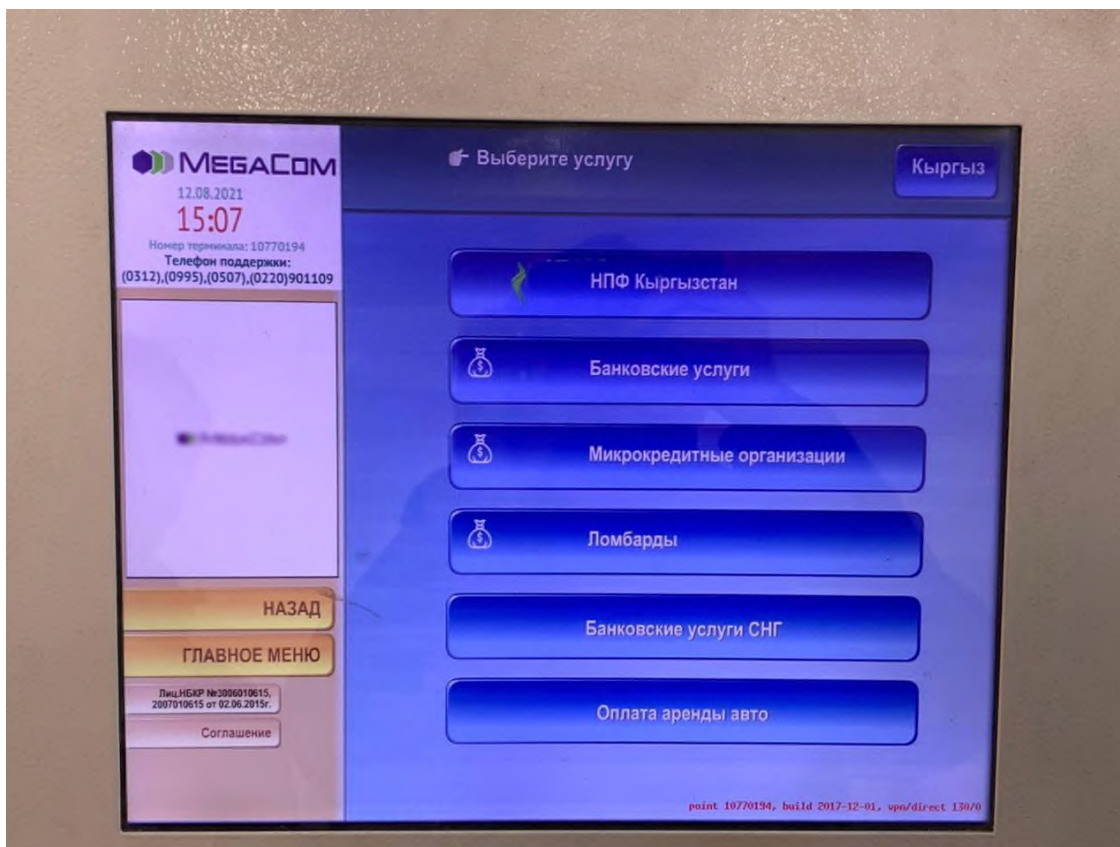 MEGACOM
12.08.2021
15:07
Номер терминала: 10770194
Телефон поддержки:
(0312),(0995),(0507),(0220)901109
НАЗАД
ГЛАВНОЕ МЕНЮ
Лиц.НБКР №3006010615,
2007010615 от 02.06.2015г.
Соглашение
Выберите услугу
Кыргыз
НПФ Кыргызстан
Банковские услуги
Микрокредитные организации
Ломбарды
Банковские услуги СНГ
Оплата аренды авто
point 10770194, build 2017-12-01, vpn/direct 130/0